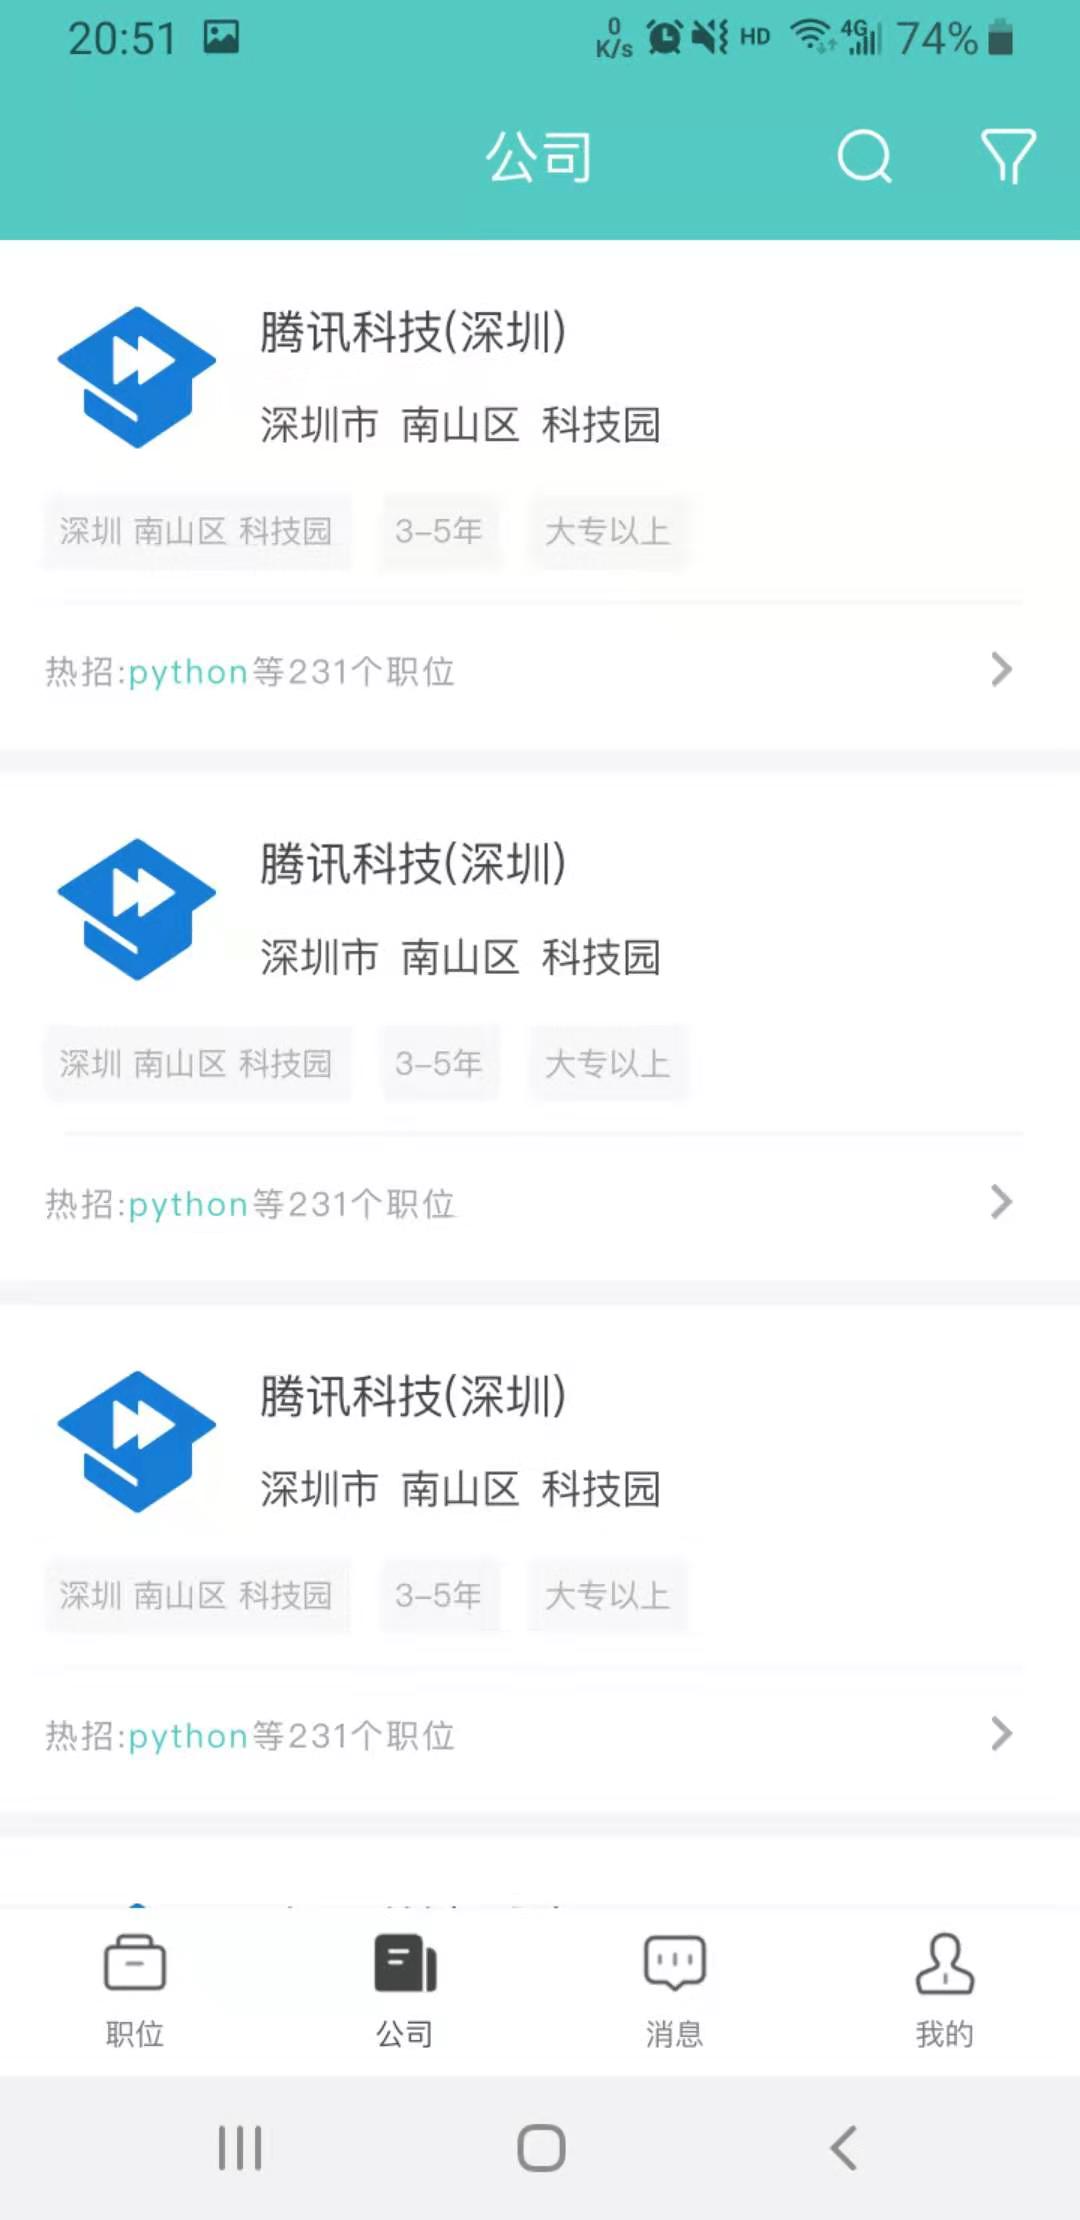 20:51 0 K/s HD 4G 74%
公司
腾讯科技(深圳)
深圳市 南山区 科技园
深圳 南山区 科技园 3-5年 大专以上
热招:python等231个职位
腾讯科技(深圳)
深圳市 南山区 科技园
深圳 南山区 科技园 3-5年 大专以上
热招:python等231个职位
腾讯科技(深圳)
深圳市 南山区 科技园
深圳 南山区 科技园 3-5年 大专以上
热招:python等231个职位
职位 公司 消息 我的